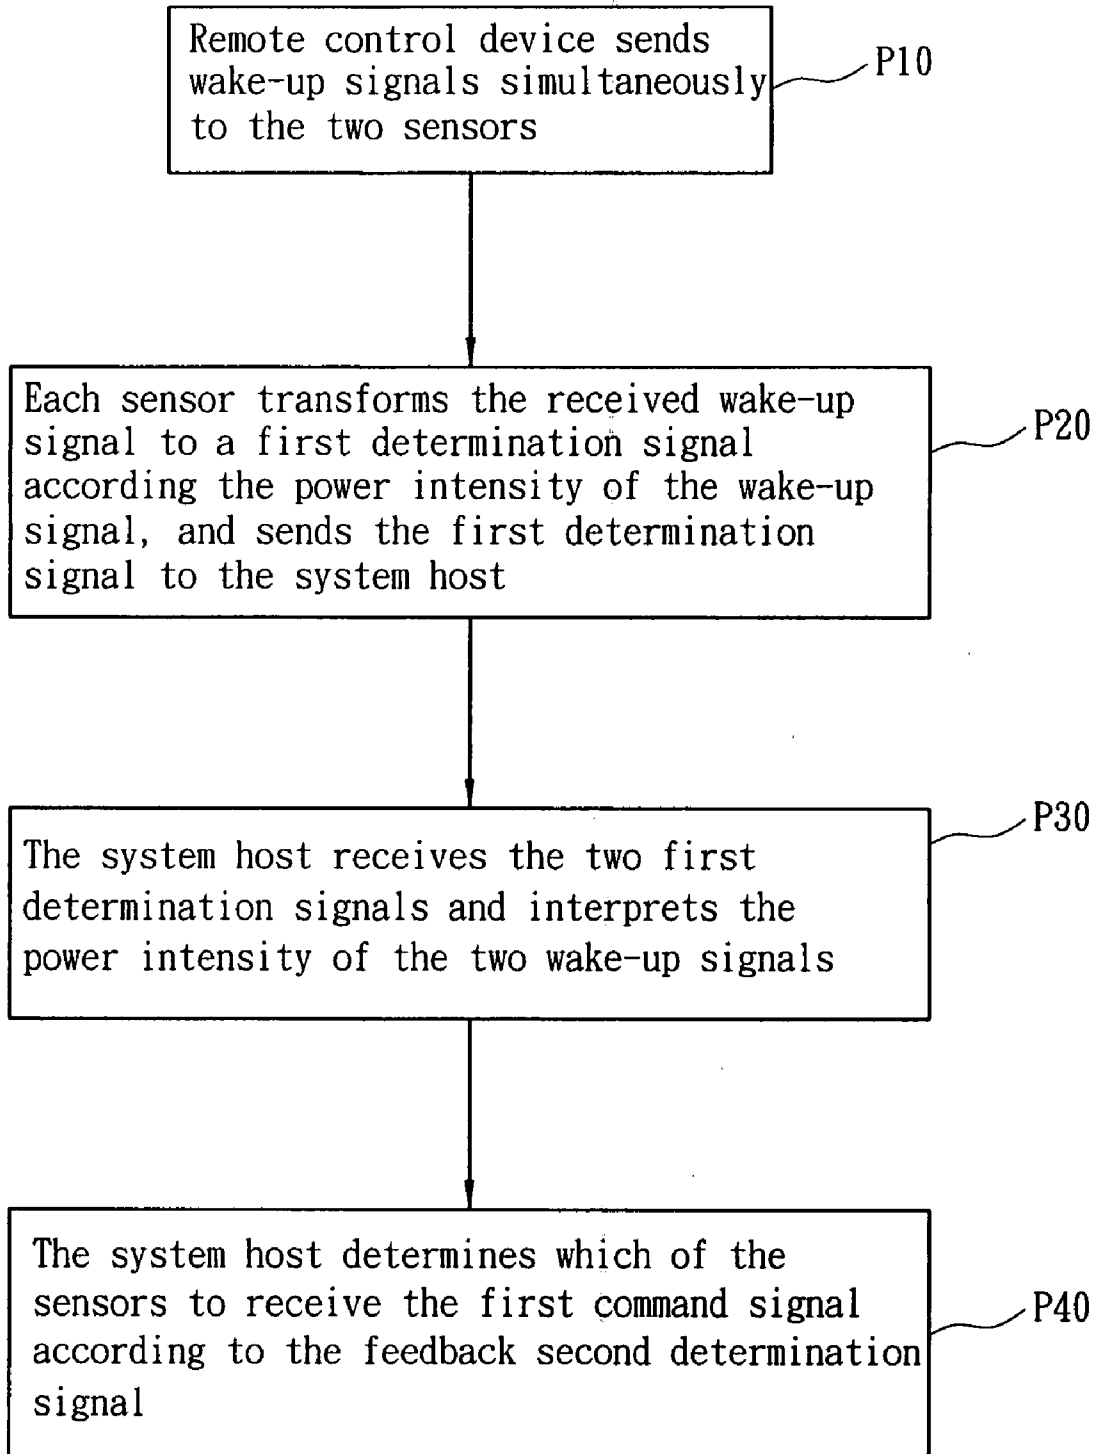 Remote control device sends
wake-up signals simultaneously
to the two sensors
P10
Each sensor transforms the received wake-up
signal to a first determination signal
according the power intensity of the wake-up
signal, and sends the first determination
signal to the system host
P20
The system host receives the two first
determination signals and interprets the
power intensity of the two wake-up signals
P30
The system host determines which of the
sensors to receive the first command signal
according to the feedback second determination
signal
P40